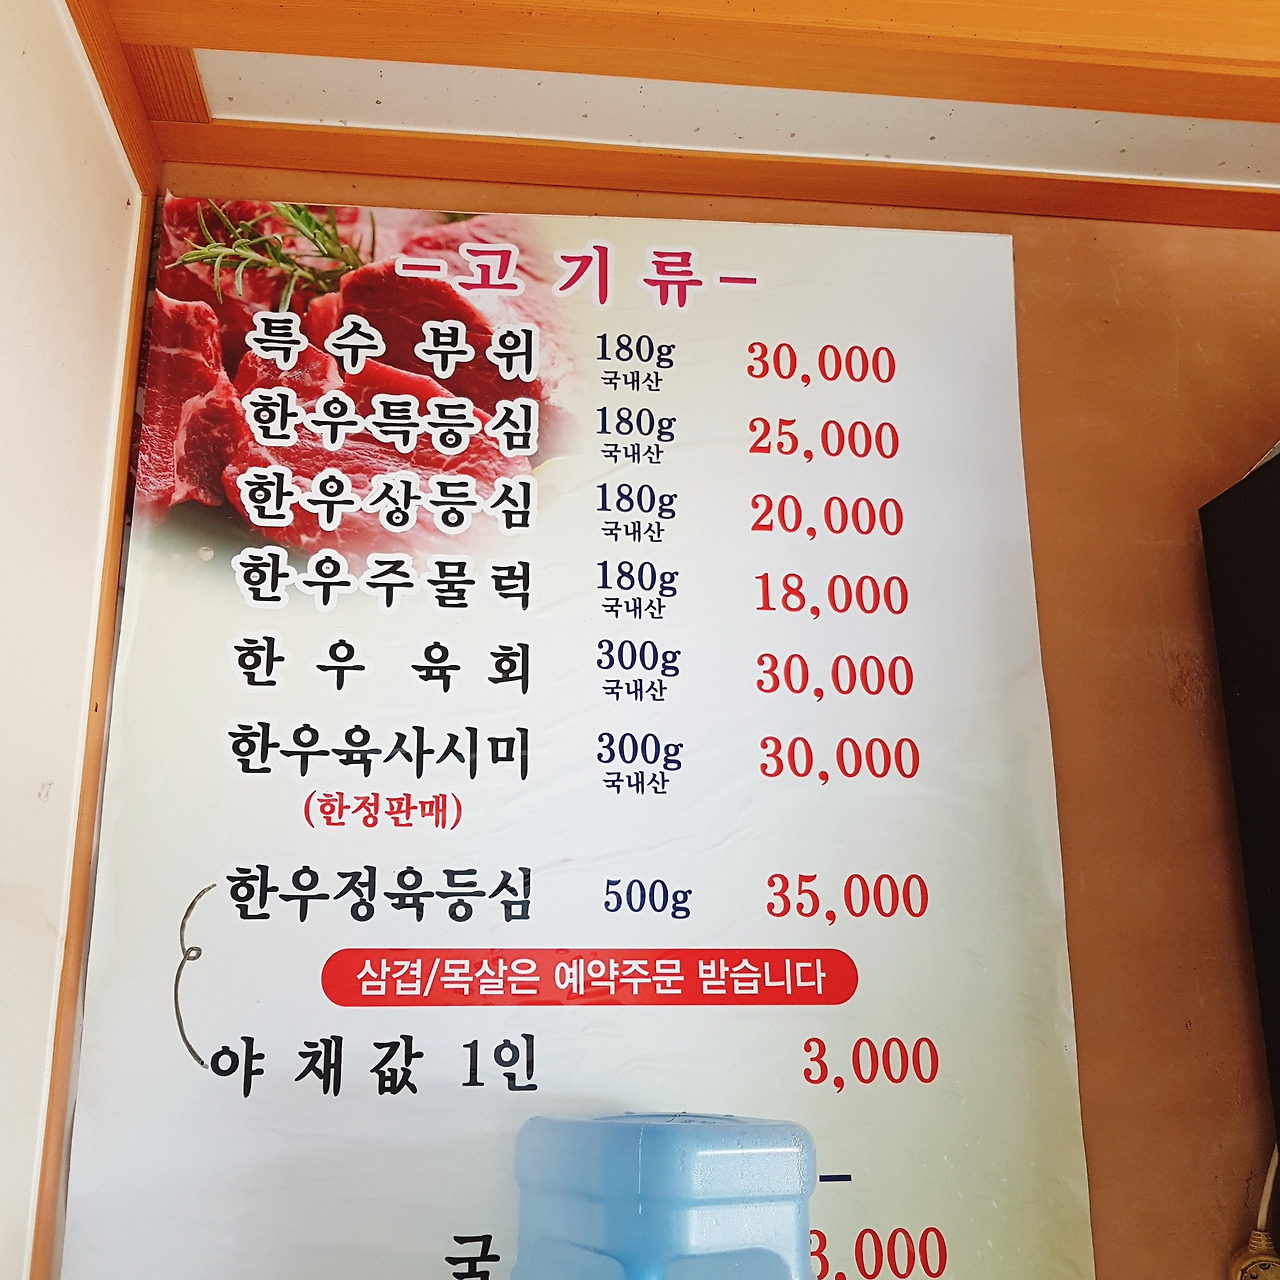 -고기류-
특수 부위 180g 30,000
국내산
한우특등심 180g 25,000
국내산
한우상등심 180g 20,000
국내산
한우주물럭 180g 18,000
국내산
한우 육회 300g 30,000
국내산
한우육사시미 300g 30,000
국내산
(한정판매)
한우정육등심 500g 35,000
삼겹/목살은 예약주문 받습니다
야채값 1인 3,000